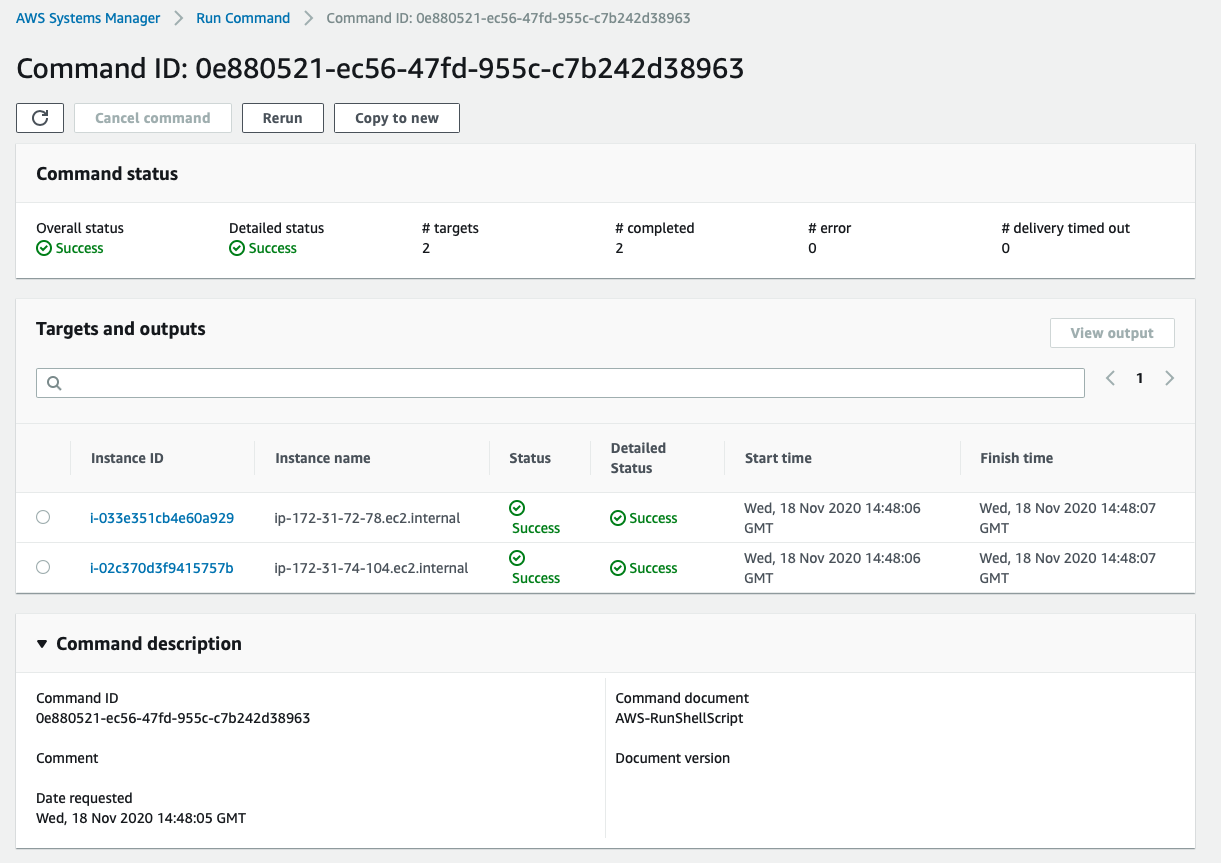 AWS Systems Manager > Run Command > Command ID: 0e880521-ec56-47fd-955c-c7b242d38963
Command ID: 0e880521-ec56-47fd-955c-c7b242d38963
Cancel command Rerun Copy to new
Command status
Overall status Detailed status # targets # completed # error # delivery timed out
Success Success 2 2 0 0
Targets and outputs
View output
1
Instance ID Instance name Status Detailed Status Start time Finish time
i-033e351cb4e60a929 ip-172-31-72-78.ec2.internal Success Success Wed, 18 Nov 2020 14:48:06 GMT Wed, 18 Nov 2020 14:48:07 GMT
i-02c370d3f9415757b ip-172-31-74-104.ec2.internal Success Success Wed, 18 Nov 2020 14:48:06 GMT Wed, 18 Nov 2020 14:48:07 GMT
Command description
Command ID
0e880521-ec56-47fd-955c-c7b242d38963
Comment
Date requested
Wed, 18 Nov 2020 14:48:05 GMT
Command document
AWS-RunShellScript
Document version